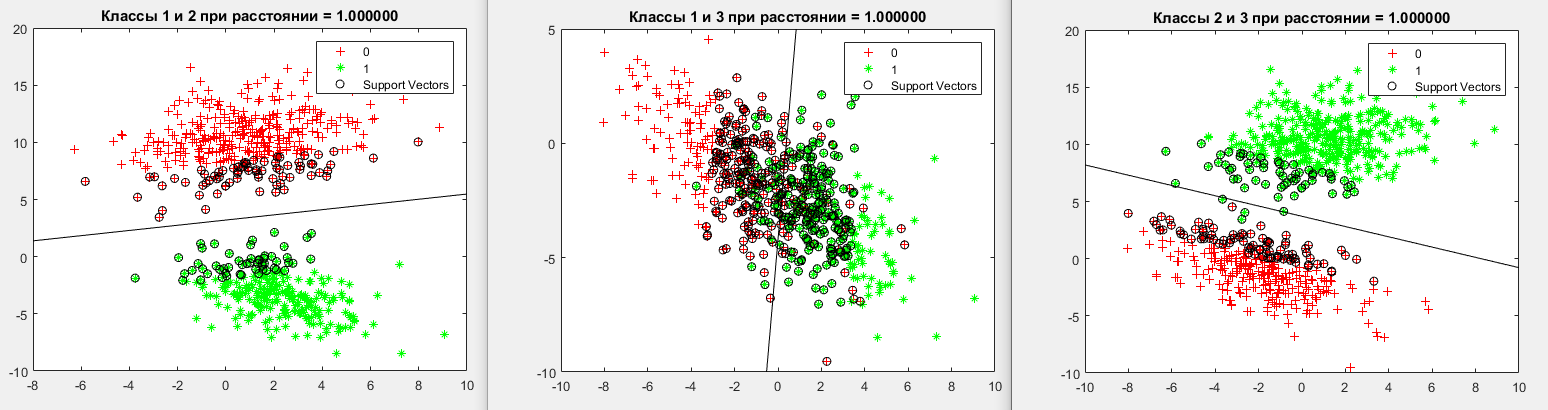 Классы 1 и 2 при расстоянии = 1.000000
20
15
10
5
0
-5
-10
-8 -6 -4 -2 0 2 4 6 8 10
0
1
Support Vectors
Классы 1 и 3 при расстоянии = 1.000000
5
0
-5
-10
-10 -8 -6 -4 -2 0 2 4 6 8 10
0
1
Support Vectors
Классы 2 и 3 при расстоянии = 1.000000
20
15
10
5
0
-5
-10
-10 -8 -6 -4 -2 0 2 4 6 8 10
0
1
Support Vectors